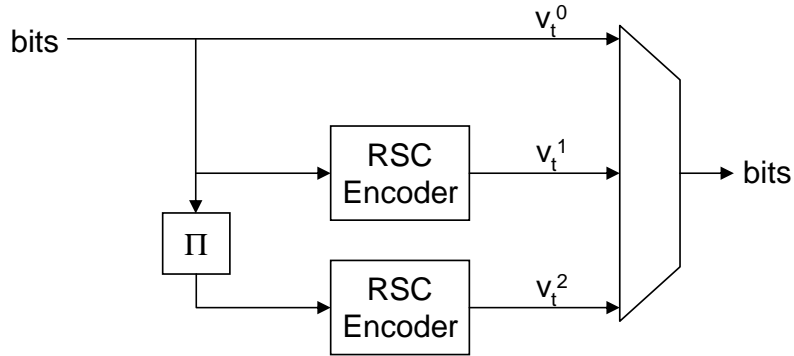 bits
v_t^0
RSC
Encoder
v_t^1
bits
Π
RSC
Encoder
v_t^2